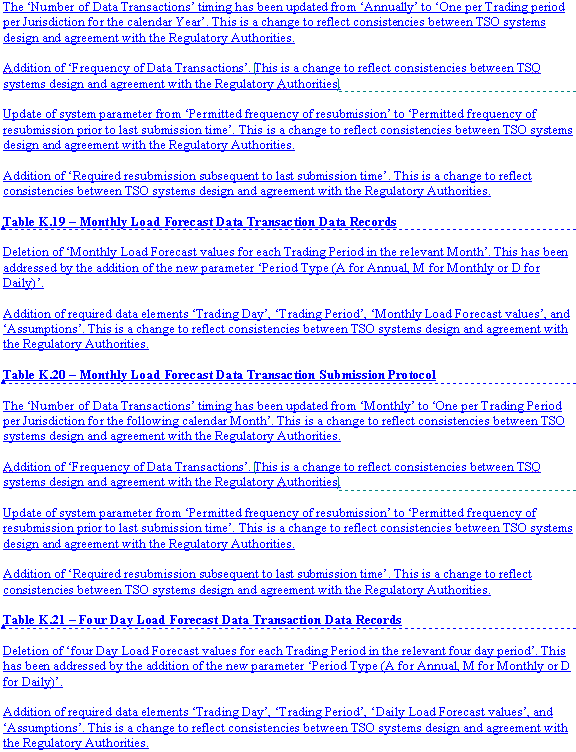 The ‘Number of Data Transactions’ timing has been updated from ‘Annually’ to ‘One per Trading period
per Jurisdiction for the calendar Year’. This is a change to reflect consistencies between TSO systems
design and agreement with the Regulatory Authorities.
Addition of ‘Frequency of Data Transactions’. This is a change to reflect consistencies between TSO
systems design and agreement with the Regulatory Authorities.
Update of system parameter from ‘Permitted frequency of resubmission’ to ‘Permitted frequency of
resubmission prior to last submission time’. This is a change to reflect consistencies between TSO systems
design and agreement with the Regulatory Authorities.
Addition of ‘Required resubmission subsequent to last submission time’. This is a change to reflect
consistencies between TSO systems design and agreement with the Regulatory Authorities.
Table K.19 – Monthly Load Forecast Data Transaction Data Records
Deletion of ‘Monthly Load Forecast values for each Trading Period in the relevant Month’. This has been
addressed by the addition of the new parameter ‘Period Type (A for Annual, M for Monthly or D for
Daily)’.
Addition of required data elements ‘Trading Day’, ‘Trading Period’, ‘Monthly Load Forecast values’, and
‘Assumptions’. This is a change to reflect consistencies between TSO systems design and agreement with
the Regulatory Authorities.
Table K.20 – Monthly Load Forecast Data Transaction Submission Protocol
The ‘Number of Data Transactions’ timing has been updated from ‘Monthly’ to ‘One per Trading Period
per Jurisdiction for the following calendar Month’. This is a change to reflect consistencies between TSO
systems design and agreement with the Regulatory Authorities.
Addition of ‘Frequency of Data Transactions’. This is a change to reflect consistencies between TSO
systems design and agreement with the Regulatory Authorities.
Update of system parameter from ‘Permitted frequency of resubmission’ to ‘Permitted frequency of
resubmission prior to last submission time’. This is a change to reflect consistencies between TSO systems
design and agreement with the Regulatory Authorities.
Addition of ‘Required resubmission subsequent to last submission time’. This is a change to reflect
consistencies between TSO systems design and agreement with the Regulatory Authorities.
Table K.21 – Four Day Load Forecast Data Transaction Data Records
Deletion of ‘four Day Load Forecast values for each Trading Period in the relevant four day period’. This
has been addressed by the addition of the new parameter ‘Period Type (A for Annual, M for Monthly or D
for Daily)’.
Addition of required data elements ‘Trading Day’, ‘Trading Period’, ‘Daily Load Forecast values’, and
‘Assumptions’. This is a change to reflect consistencies between TSO systems design and agreement with
the Regulatory Authorities.